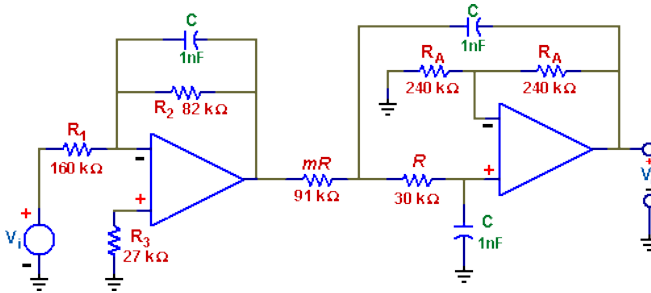 C
1nF
R2 82 kΩ
R1
160 kΩ
-
+
R3
27 kΩ
+
Vi
-
mR
91 kΩ
C
1nF
RA
240 kΩ
RA
240 kΩ
-
+
R
30 kΩ
C
1nF
+
V
-